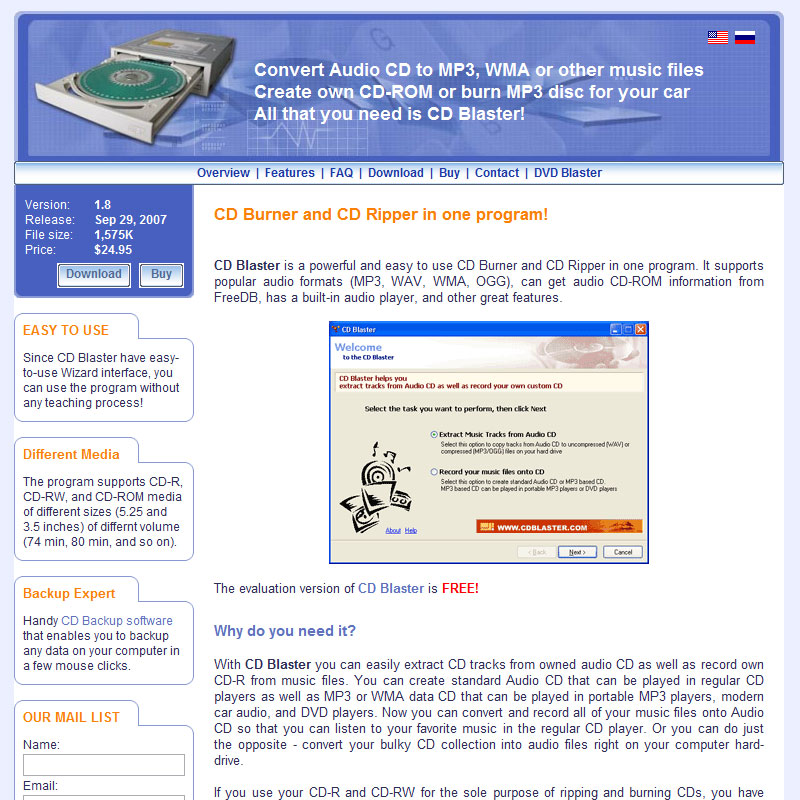 Convert Audio CD to MP3, WMA or other music files
Create own CD-ROM or burn MP3 disc for your car
All that you need is CD Blaster!
Overview | Features | FAQ | Download | Buy | Contact | DVD Blaster
Version: 1.8
Release: Sep 29, 2007
File size: 1,575K
Price: $24.95
Download Buy
EASY TO USE
Since CD Blaster have easy-
to-use Wizard interface, you
can use the program without
any teaching process!
Different Media
The program supports CD-R,
CD-RW, and CD-ROM media
of different sizes (5.25 and
3.5 inches) of differnt volume
(74 min, 80 min, and so on).
Backup Expert
Handy CD Backup software
that enables you to backup
any data on your computer in
a few mouse clicks.
OUR MAIL LIST
Name:
Email:
CD Burner and CD Ripper in one program!
CD Blaster is a powerful and easy to use CD Burner and CD Ripper in one program. It supports
popular audio formats (MP3, WAV, WMA, OGG), can get audio CD-ROM information from
FreeDB, has a built-in audio player, and other great features.
CD Blaster
Welcome
to the CD Blaster
CD Blaster helps you
extract tracks from Audio CD as well as record your own custom CD
Select the task you want to perform, then click Next
Extract Music Tracks from Audio CD
Select this option to copy tracks from Audio CD to uncompressed (WAV) or
compressed (MP3/OGG) files on your hard drive
Record your music files onto CD
Select this option to create standard Audio CD or MP3 based CD.
MP3 based CD can be played in portable MP3 players or DVD players
About Help
WWW.CDBLASTER.COM
< Back Next > Cancel
The evaluation version of CD Blaster is FREE!
Why do you need it?
With CD Blaster you can easily extract CD tracks from owned audio CD as well as record own
CD-R from music files. You can create standard Audio CD that can be played in regular CD
players as well as MP3 or WMA data CD that can be played in portable MP3 players, modern
car audio, and DVD players. Now you can convert and record all of your music files onto Audio
CD so that you can listen to your favorite music in the regular CD player. Or you can do just
the opposite - convert your bulky CD collection into audio files right on your computer hard-
drive.
If you use your CD-R and CD-RW for the sole purpose of ripping and burning CDs, you have